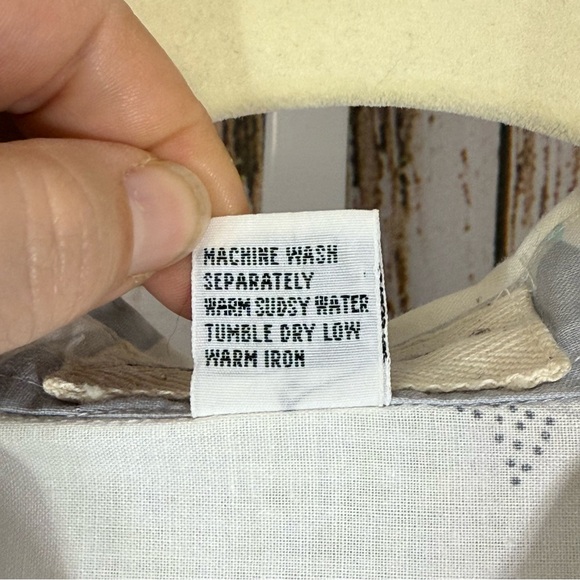 MACHINE WASH
SEPARATELY
WARM SUDSY WATER
TUMBLE DRY LOW
WARM IRON